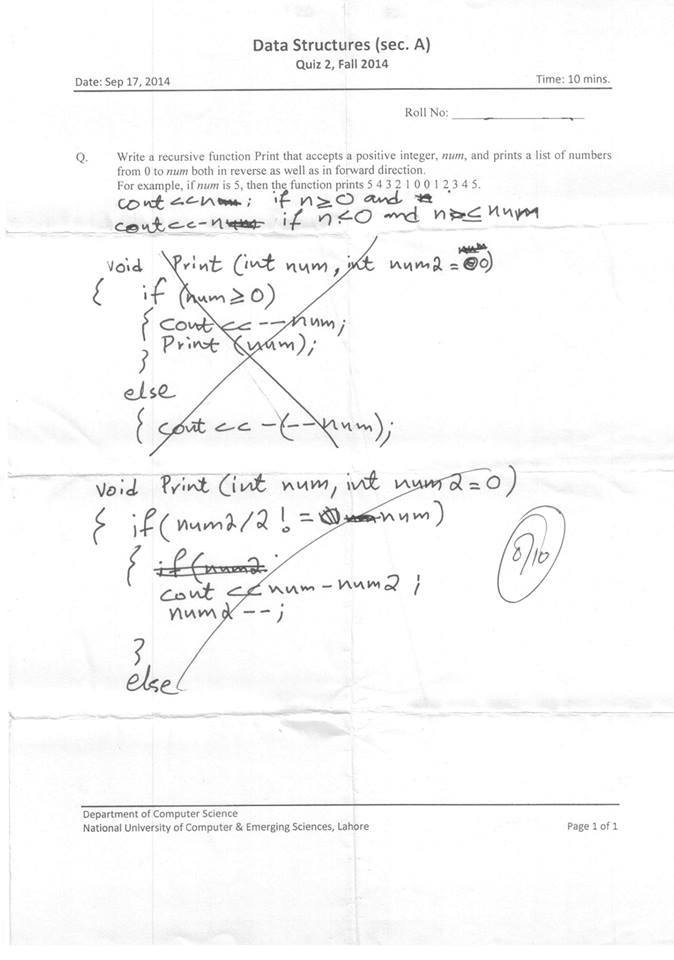 Data Structures (sec. A)
Quiz 2, Fall 2014
Date: Sep 17, 2014 Time: 10 mins.
Roll No:
Q. Write a recursive function Print that accepts a positive integer, num, and prints a list of numbers
from 0 to num both in reverse as well as in forward direction.
For example, if num is 5, then the function prints 5 4 3 2 1 0 0 1 2 3 4 5.
cout << n ; if n ≥ 0 and
cout << - n if n < 0 and n ≤ num
void Print (int num, int num2 = 0)
{ if (num ≥ 0)
{ cout << --num;
Print (num);
}
else
{ cout << -(--num);
void Print (int num, int num2 = 0)
{ if (num2/2 != num)
{ if (num2
cout << num - num2 ;
num2 --;
}
else
/10
Department of Computer Science
National University of Computer & Emerging Sciences, Lahore Page 1 of 1